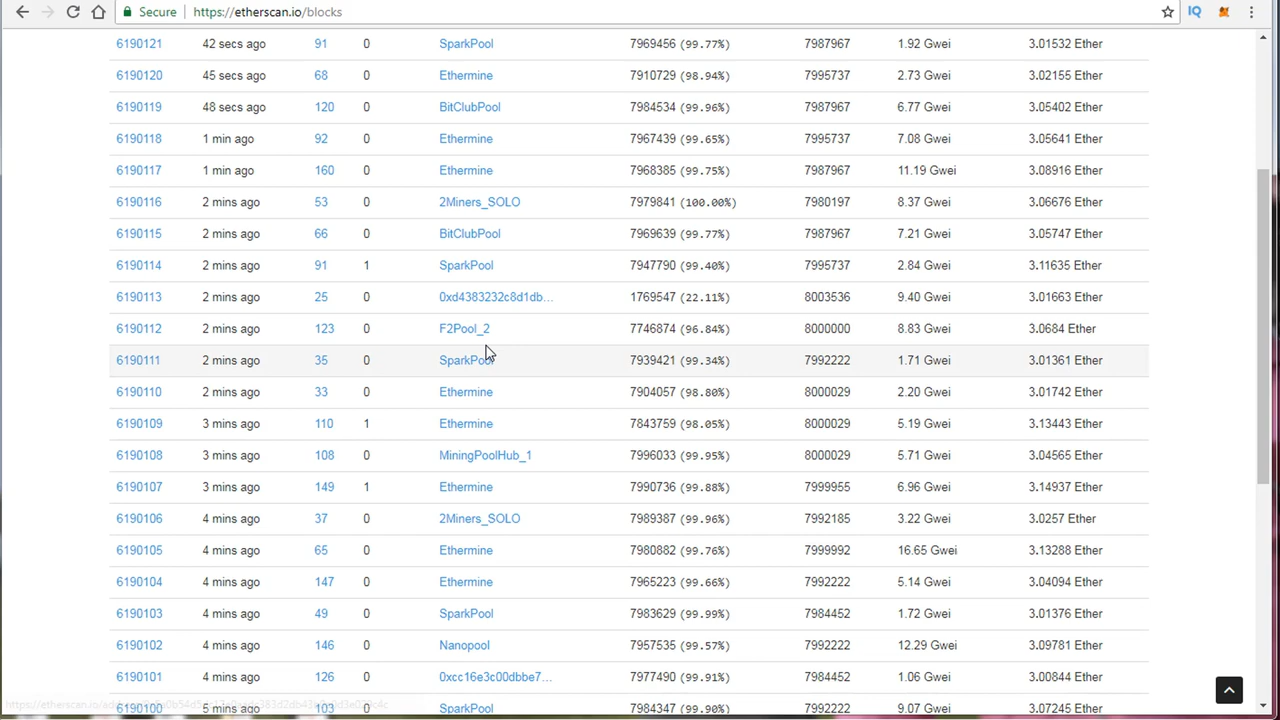 Secure https://etherscan.io/blocks
6190121 42 secs ago 91 0 SparkPool 7969456 (99.77%) 7987967 1.92 Gwei 3.01532 Ether
6190120 45 secs ago 68 0 Ethermine 7910729 (98.94%) 7995737 2.73 Gwei 3.02155 Ether
6190119 48 secs ago 120 0 BitClubPool 7984534 (99.96%) 7987967 6.77 Gwei 3.05402 Ether
6190118 1 min ago 92 0 Ethermine 7967439 (99.65%) 7995737 7.08 Gwei 3.05641 Ether
6190117 1 min ago 160 0 Ethermine 7968385 (99.75%) 7987967 11.19 Gwei 3.08916 Ether
6190116 2 mins ago 53 0 2Miners_SOLO 7979841 (100.00%) 7980197 8.37 Gwei 3.06676 Ether
6190115 2 mins ago 66 0 BitClubPool 7969639 (99.77%) 7987967 7.21 Gwei 3.05747 Ether
6190114 2 mins ago 91 1 SparkPool 7947790 (99.40%) 7995737 2.84 Gwei 3.11635 Ether
6190113 2 mins ago 25 0 0xd4383232c8d1db... 1769547 (22.11%) 8003536 9.40 Gwei 3.01663 Ether
6190112 2 mins ago 123 0 F2Pool_2 7746874 (96.84%) 8000000 8.83 Gwei 3.0684 Ether
6190111 2 mins ago 35 0 SparkPool 7939421 (99.34%) 7992222 1.71 Gwei 3.01361 Ether
6190110 2 mins ago 33 0 Ethermine 7904057 (98.80%) 8000029 2.20 Gwei 3.01742 Ether
6190109 3 mins ago 110 1 Ethermine 7843759 (98.05%) 8000029 5.19 Gwei 3.13443 Ether
6190108 3 mins ago 108 0 MiningPoolHub_1 7996033 (99.95%) 8000029 5.71 Gwei 3.04565 Ether
6190107 3 mins ago 149 1 Ethermine 7990736 (99.88%) 7999955 6.96 Gwei 3.14937 Ether
6190106 4 mins ago 37 0 2Miners_SOLO 7989387 (99.96%) 7992185 3.22 Gwei 3.0257 Ether
6190105 4 mins ago 65 0 Ethermine 7980882 (99.76%) 7999992 16.65 Gwei 3.13288 Ether
6190104 4 mins ago 147 0 Ethermine 7965223 (99.66%) 7992222 5.14 Gwei 3.04094 Ether
6190103 4 mins ago 49 0 SparkPool 7983629 (99.99%) 7984452 1.72 Gwei 3.01376 Ether
6190102 4 mins ago 146 0 Nanopool 7957535 (99.57%) 7992222 12.29 Gwei 3.09781 Ether
6190101 4 mins ago 126 0 0xcc16e3c00dbbe7... 7977490 (99.91%) 7984452 1.06 Gwei 3.00844 Ether
6190100 5 mins ago 103 0 SparkPool 7984347 (99.90%) 7992222 9.07 Gwei 3.07245 Ether